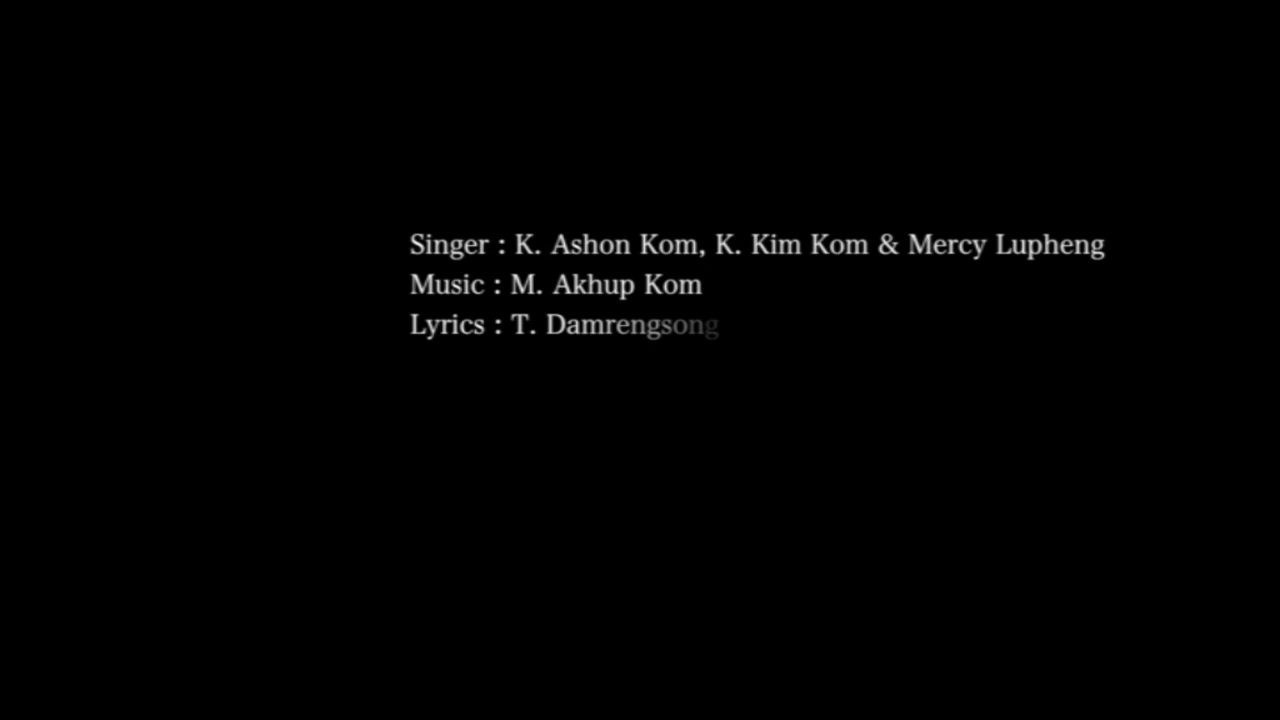 Singer : K. Ashon Kom, K. Kim Kom & Mercy Lupheng
Music : M. Akhup Kom
Lyrics : T. Damrengsong